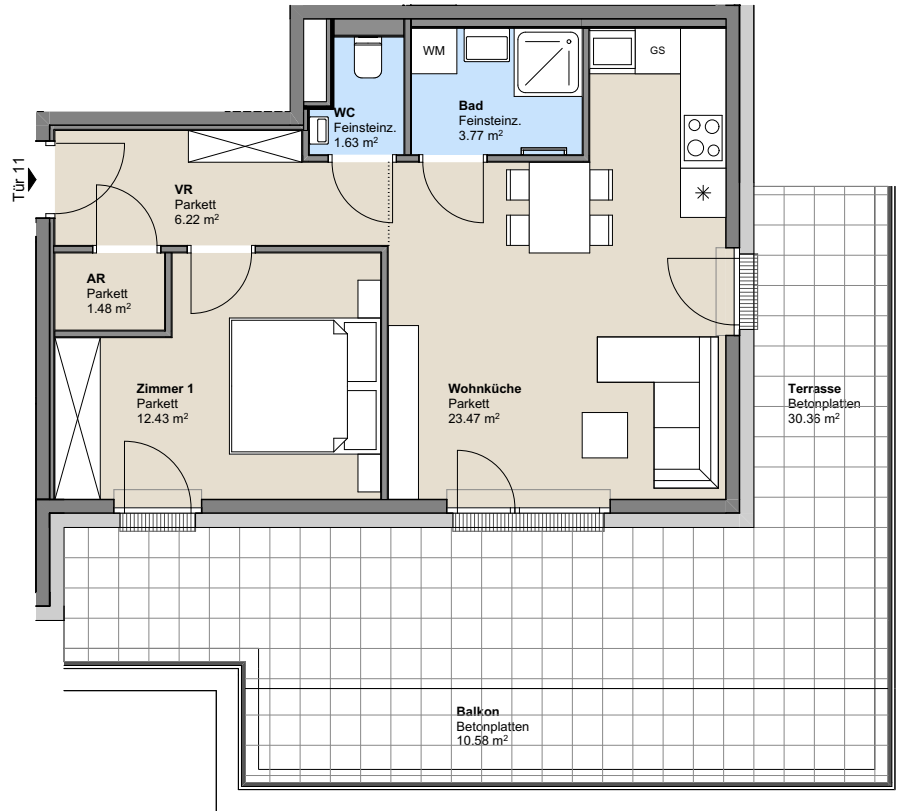 WM
GS
WC
Feinsteinz.
1.63 m²
Bad
Feinsteinz.
3.77 m²
Tür 11
VR
Parkett
6.22 m²
AR
Parkett
1.48 m²
Zimmer 1
Parkett
12.43 m²
Wohnküche
Parkett
23.47 m²
Terrasse
Betonplatten
30.36 m²
Balkon
Betonplatten
10.58 m²